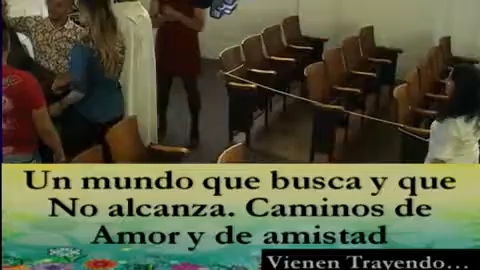 Un mundo que busca y que
No alcanza. Caminos de
Amor y de amistad
Vienen Trayendo...